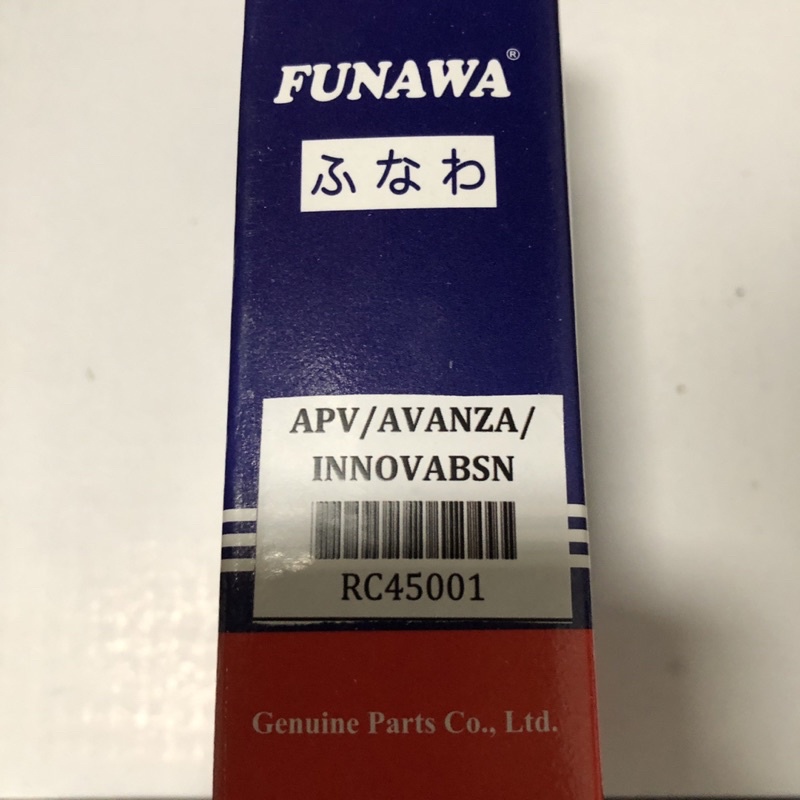 FUNAWA®
ふなわ
APV/AVANZA/
INNOVABSN
RC45001
Genuine Parts Co., Ltd.